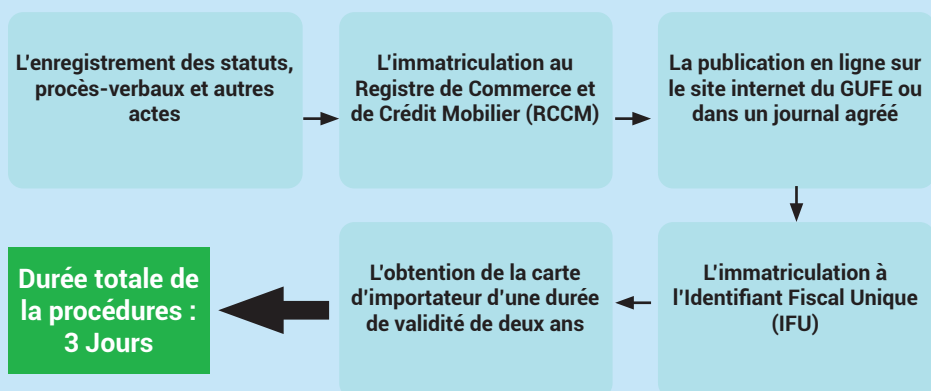 L'enregistrement des statuts,
procès-verbaux et autres
actes
L'immatriculation au
Registre de Commerce et
de Crédit Mobilier (RCCM)
La publication en ligne sur
le site internet du GUFE ou
dans un journal agréé
L'immatriculation à
l'Identifiant Fiscal Unique
(IFU)
L'obtention de la carte
d'importateur d'une durée
de validité de deux ans
Durée totale de
la procédures :
3 Jours